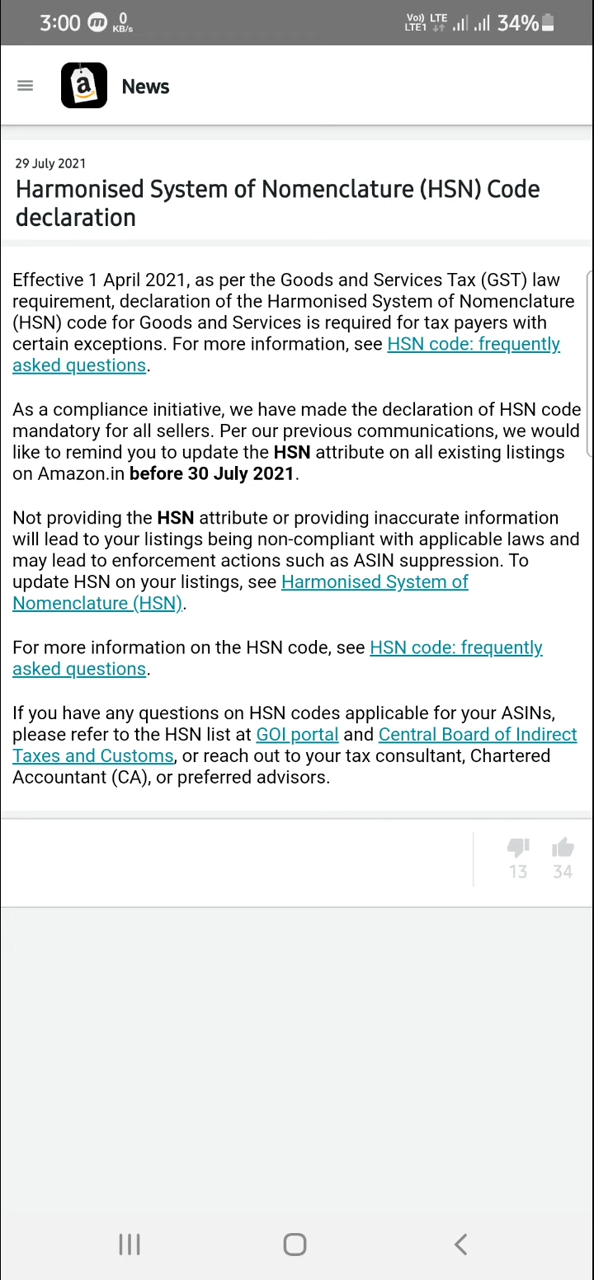 3:00 m 0 KB/s Vo)) LTE LTE1 34%
a News
29 July 2021
Harmonised System of Nomenclature (HSN) Code
declaration
Effective 1 April 2021, as per the Goods and Services Tax (GST) law
requirement, declaration of the Harmonised System of Nomenclature
(HSN) code for Goods and Services is required for tax payers with
certain exceptions. For more information, see HSN code: frequently
asked questions.
As a compliance initiative, we have made the declaration of HSN code
mandatory for all sellers. Per our previous communications, we would
like to remind you to update the HSN attribute on all existing listings
on Amazon.in before 30 July 2021.
Not providing the HSN attribute or providing inaccurate information
will lead to your listings being non-compliant with applicable laws and
may lead to enforcement actions such as ASIN suppression. To
update HSN on your listings, see Harmonised System of
Nomenclature (HSN).
For more information on the HSN code, see HSN code: frequently
asked questions.
If you have any questions on HSN codes applicable for your ASINs,
please refer to the HSN list at GOI portal and Central Board of Indirect
Taxes and Customs, or reach out to your tax consultant, Chartered
Accountant (CA), or preferred advisors.
13 34